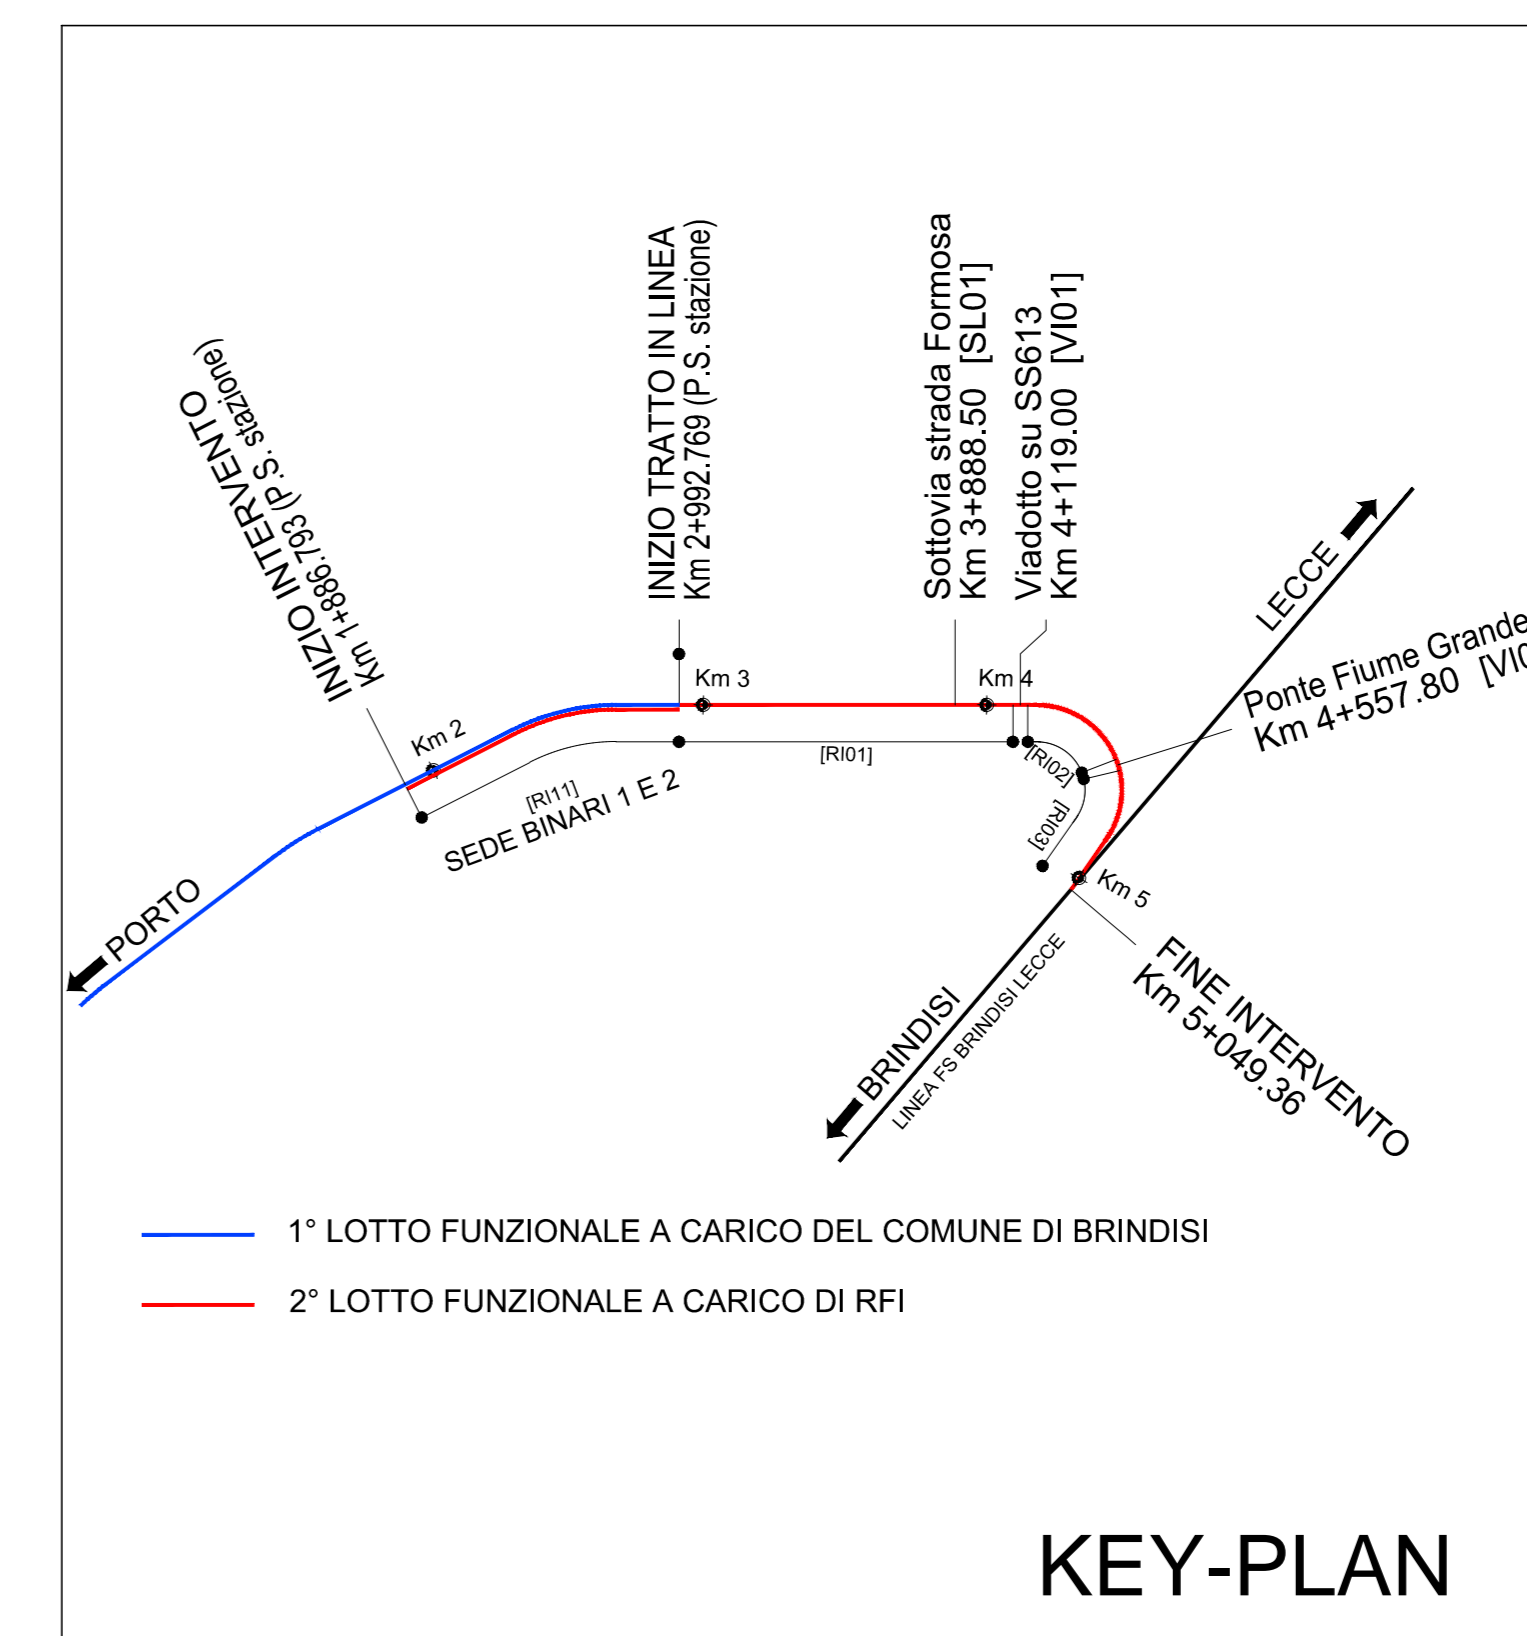 INIZIO INTERVENTO
Km 1+886.793 (P.S. stazione)
INIZIO TRATTO IN LINEA
Km 2+992.769 (P.S. stazione)
Sottovia strada Formosa
Km 3+888.50 [SL01]
Viadotto su SS613
Km 4+119.00 [VI01]
LECCE
Ponte Fiume Grande
Km 4+557.80
Km 2
Km 3
Km 4
[RI01]
[RI02]
[RI03]
[RI11]
SEDE BINARI 1 E 2
Km 5
PORTO
FINE INTERVENTO
Km 5+049.36
BRINDISI
LINEA FS BRINDISI LECCE
1° LOTTO FUNZIONALE A CARICO DEL COMUNE DI BRINDISI
2° LOTTO FUNZIONALE A CARICO DI RFI
KEY-PLAN